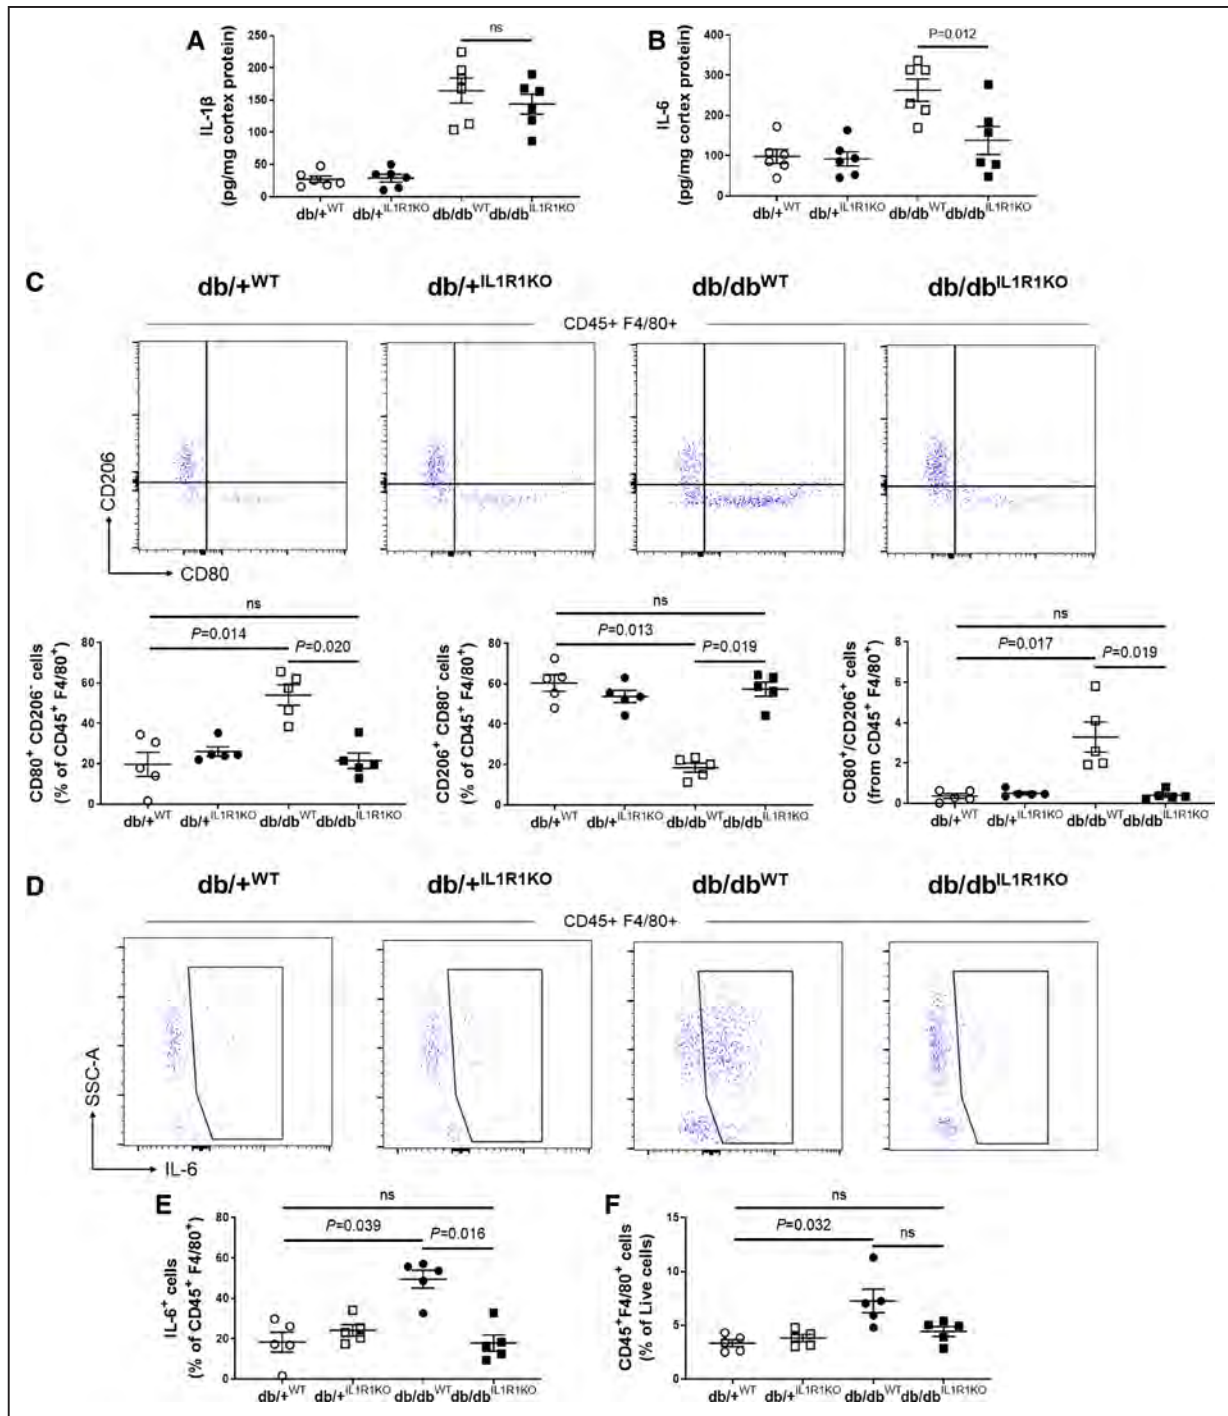 A
IL-1β
(pg/mg cortex protein)
250
200
150
100
50
0
ns
db/+WT
db/+IL1R1KO
db/dbWT
db/dbIL1R1KO
B
IL-6
(pg/mg cortex protein)
400
300
200
100
0
P=0.012
db/+WT
db/+IL1R1KO
db/dbWT
db/dbIL1R1KO
C
db/+WT
db/+IL1R1KO
db/dbWT
db/dbIL1R1KO
CD45+ F4/80+
CD206
CD80
CD80+ CD206- cells
(% of CD45+ F4/80+)
80
60
40
20
0
ns
P=0.014
P=0.020
db/+WT
db/+IL1R1KO
db/dbWT
db/dbIL1R1KO
CD206+ CD80- cells
(% of CD45+ F4/80+)
80
60
40
20
0
ns
P=0.013
P=0.019
db/+WT
db/+IL1R1KO
db/dbWT
db/dbIL1R1KO
CD80+/CD206+ cells
(from CD45+ F4/80+)
8
6
4
2
0
ns
P=0.017
P=0.019
db/+WT
db/+IL1R1KO
db/dbWT
db/dbIL1R1KO
D
db/+WT
db/+IL1R1KO
db/dbWT
db/dbIL1R1KO
CD45+ F4/80+
SSC-A
IL-6
E
IL-6+ cells
(% of CD45+ F4/80+)
80
60
40
20
0
ns
P=0.039
P=0.016
db/+WT
db/+IL1R1KO
db/dbWT
db/dbIL1R1KO
F
CD45+F4/80+ cells
(% of Live cells)
15
10
5
0
ns
P=0.032
ns
db/+WT
db/+IL1R1KO
db/dbWT
db/dbIL1R1KO